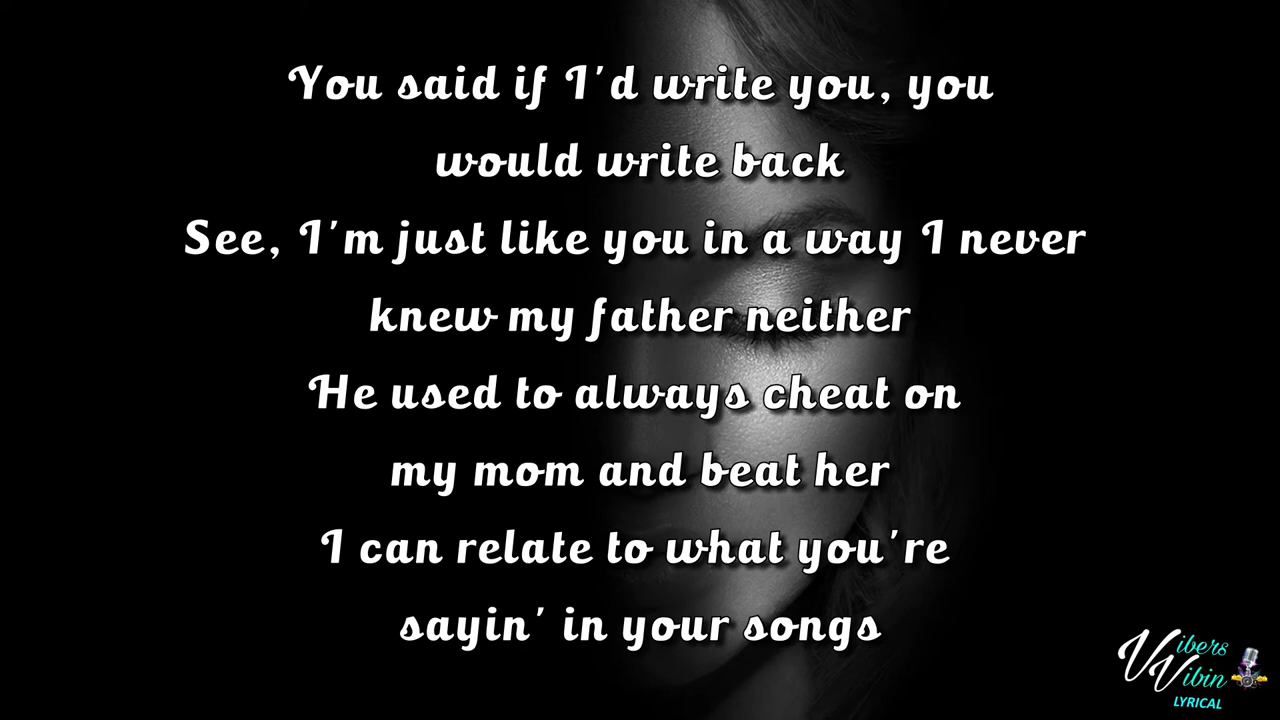 You said if I'd write you, you
would write back
See, I'm just like you in a way I never
knew my father neither
He used to always cheat on
my mom and beat her
I can relate to what you're
sayin' in your songs
Vibers
Vibin
LYRICAL